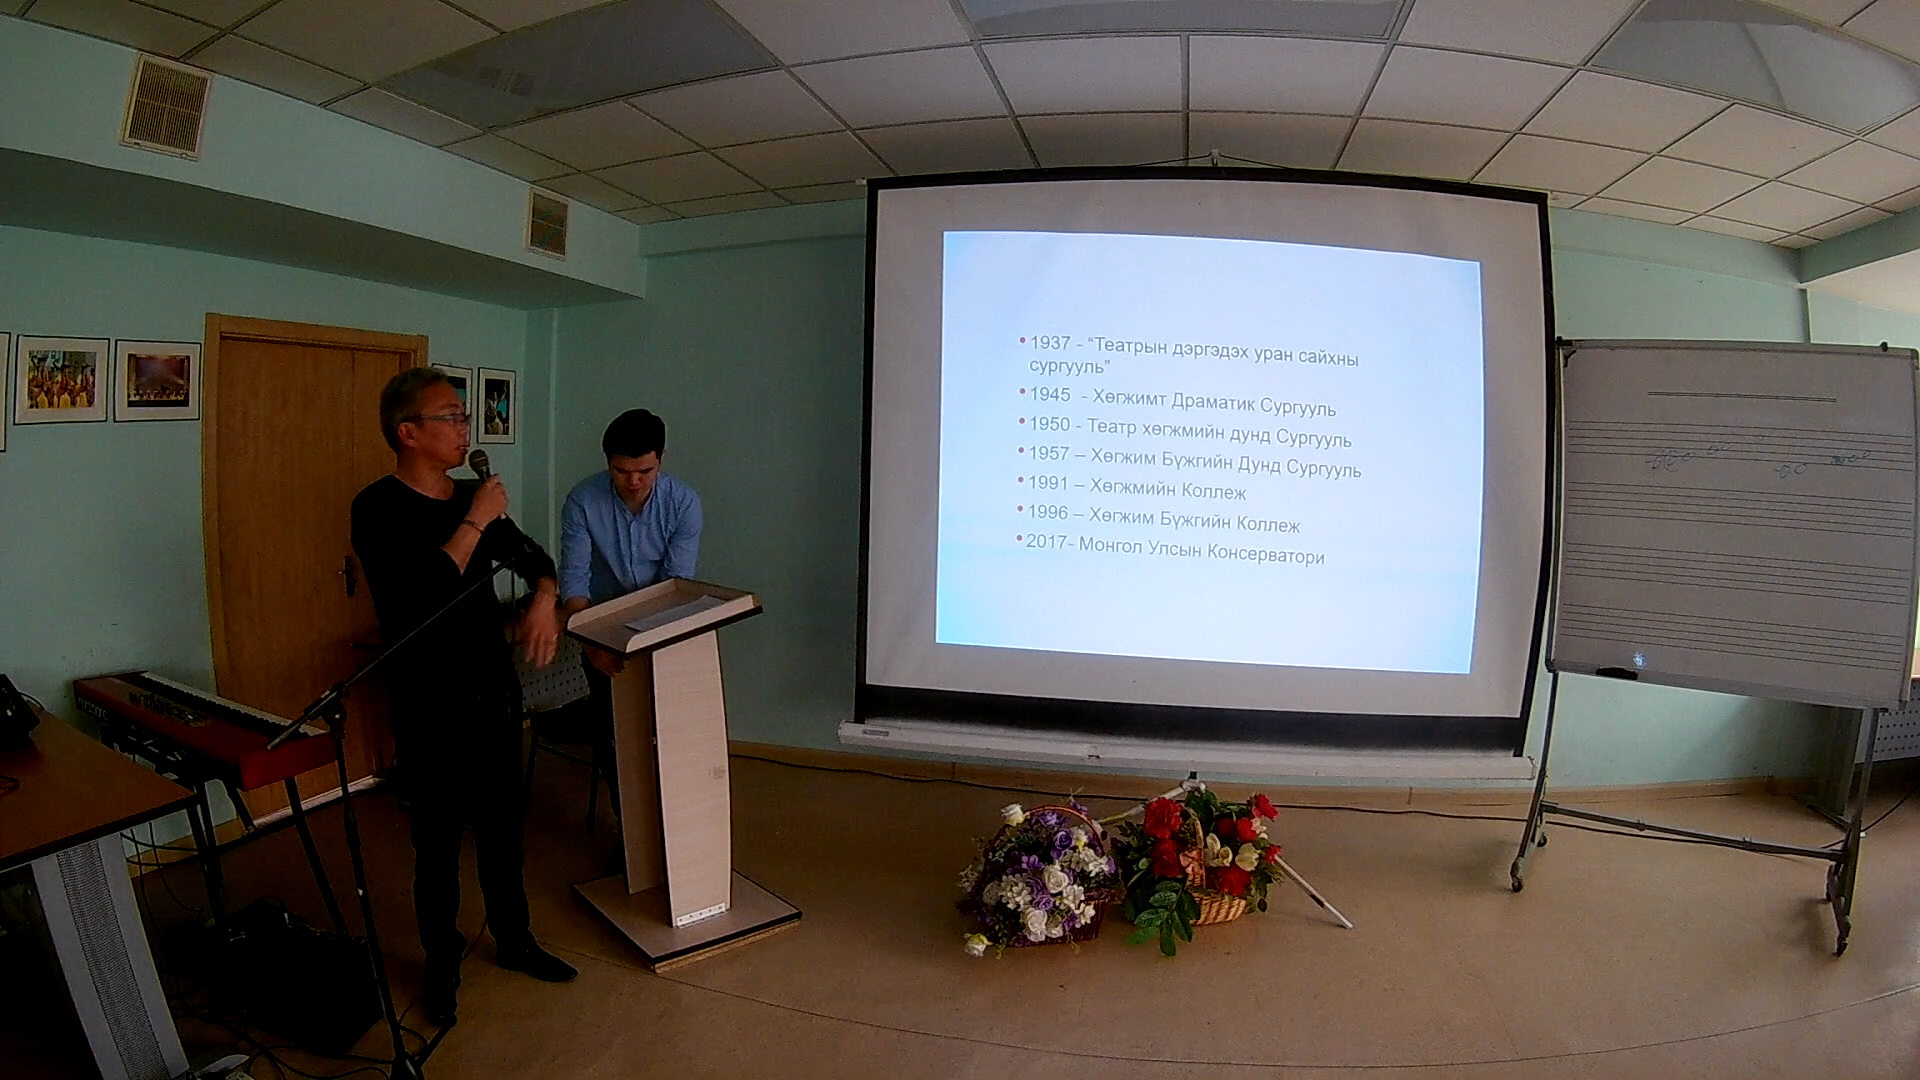 • 1937 - “Театрын дэргэдэх уран сайхны
сургууль”
• 1945 - Хөгжимт Драматик Сургууль
• 1950 - Театр хөгжмийн дунд Сургууль
• 1957 – Хөгжим Бүжгийн Дунд Сургууль
• 1991 – Хөгжмийн Коллеж
• 1996 – Хөгжим Бүжгийн Коллеж
• 2017- Монгол Улсын Консерватори